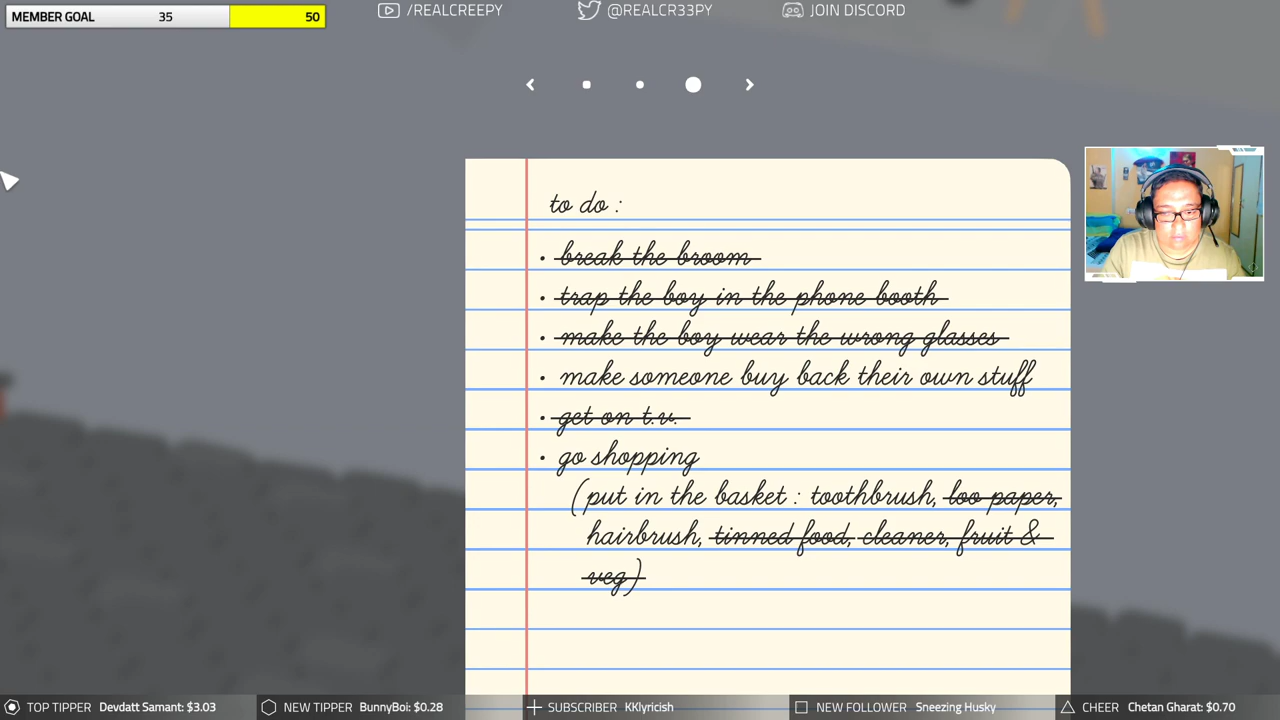 MEMBER GOAL 35 50
/REALCREEPY @REALCR33PY JOIN DISCORD
to do :
• break the broom
• trap the boy in the phone booth
• make the boy wear the wrong glasses
• make someone buy back their own stuff
• get on t.v.
• go shopping
(put in the basket : toothbrush, loo paper,
hairbrush, tinned food, cleaner, fruit &
veg)
TOP TIPPER Devdatt Samant: $3.03 NEW TIPPER BunnyBoi: $0.28 SUBSCRIBER KKlyricish NEW FOLLOWER Sneezing Husky CHEER Chetan Gharat: $0.70